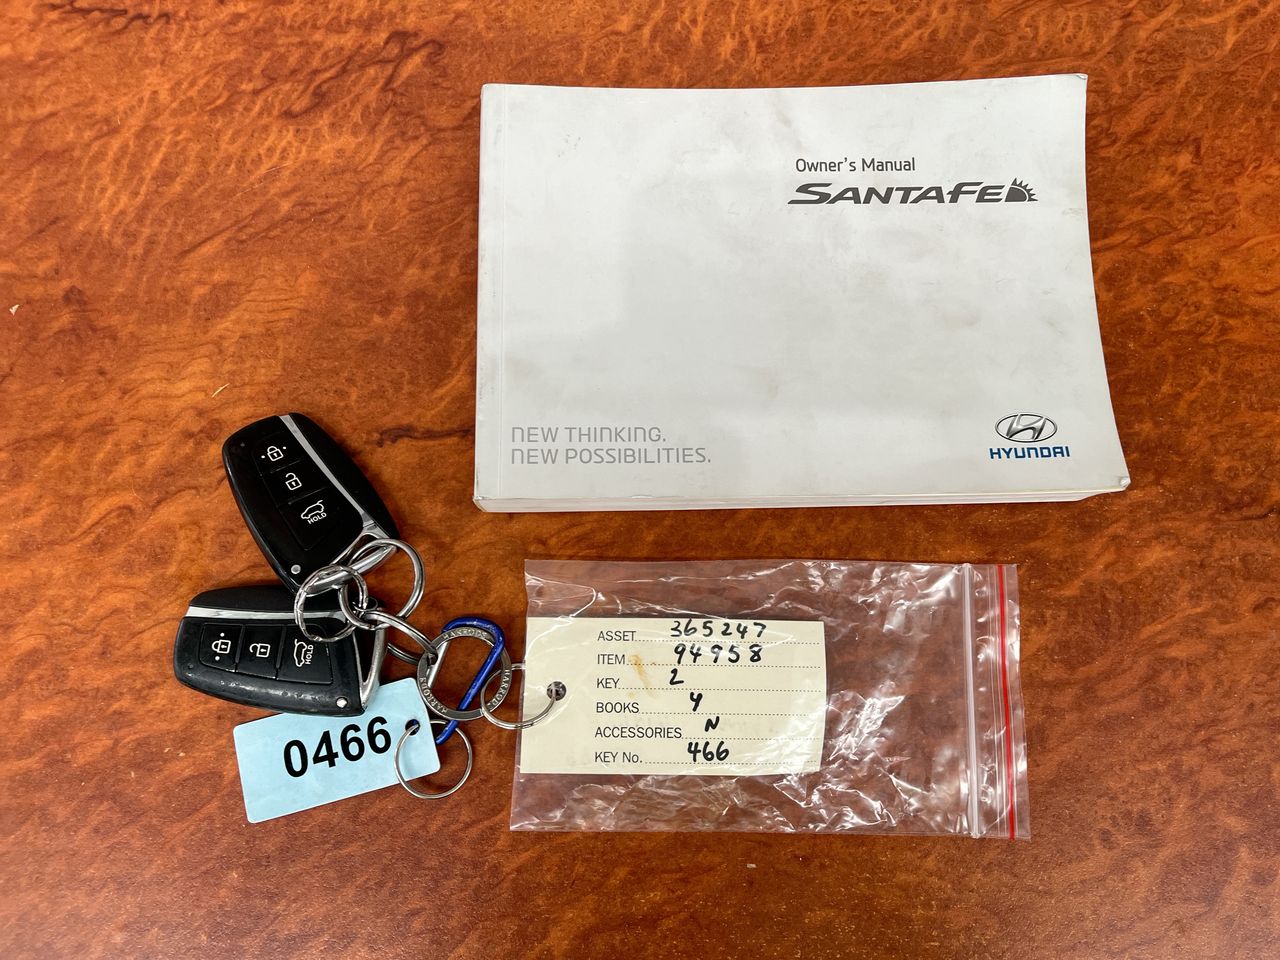 Owner's Manual
SANTAFE
NEW THINKING.
NEW POSSIBILITIES.
HYUNDAI
HOLD
HOLD
0466
ASSET 365247
ITEM 94958
KEY 2
BOOKS Y
ACCESSORIES N
KEY No. 466